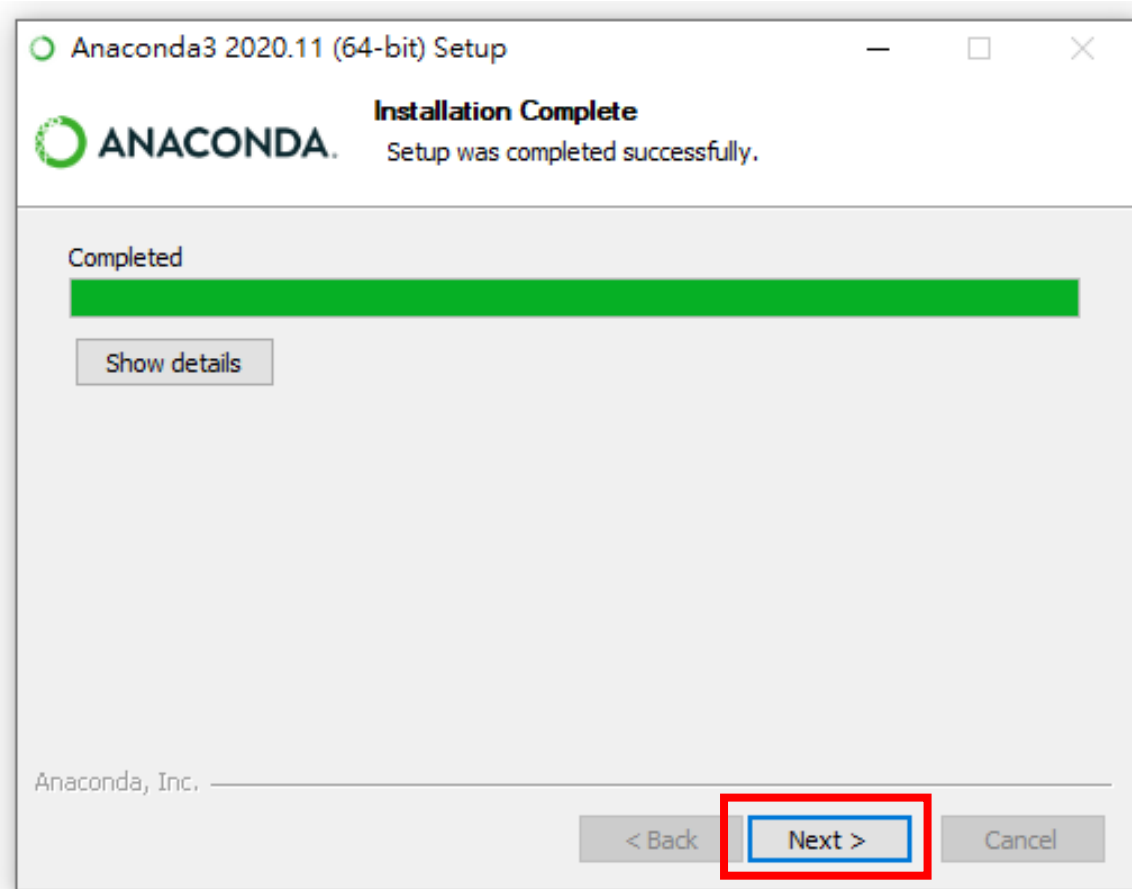 Anaconda3 2020.11 (64-bit) Setup
ANACONDA.
Installation Complete
Setup was completed successfully.
Completed
Show details
Anaconda, Inc.
< Back
Next >
Cancel